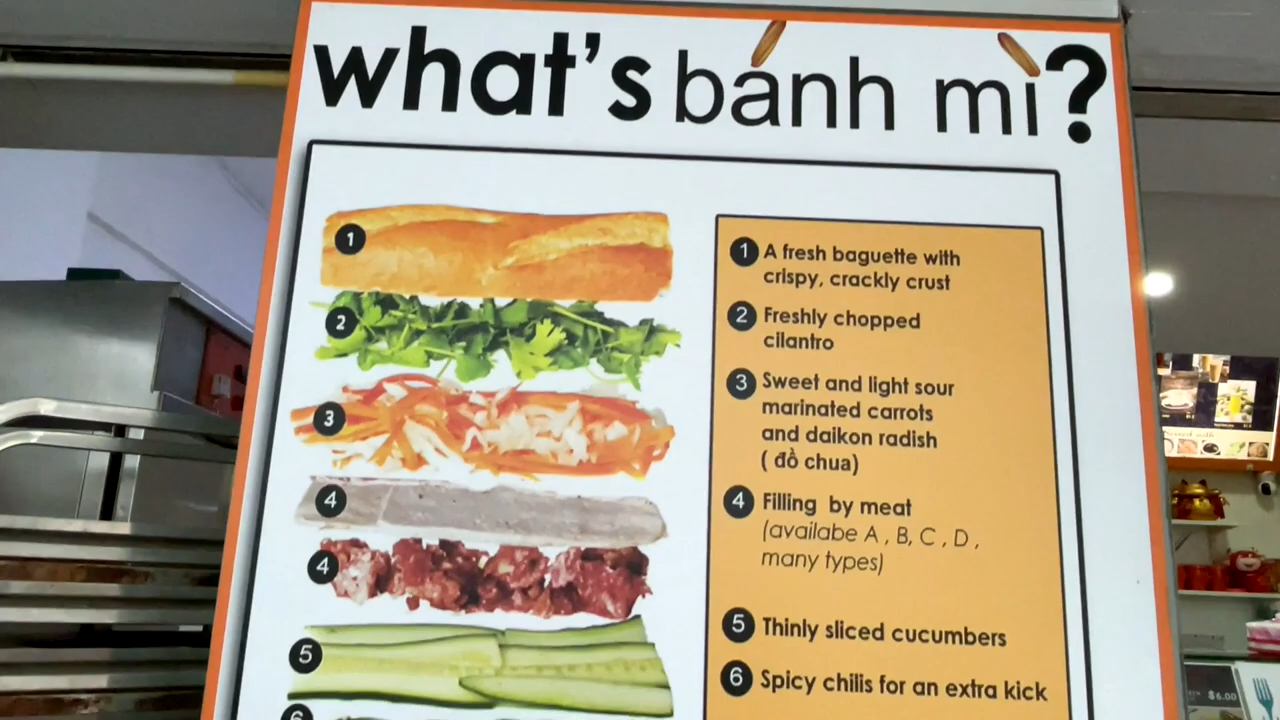 what's bánh mì?
1 A fresh baguette with
crispy, crackly crust
2 Freshly chopped
cilantro
3 Sweet and light sour
marinated carrots
and daikon radish
( đồ chua)
4 Filling by meat
(availabe A , B, C , D ,
many types)
5 Thinly sliced cucumbers
6 Spicy chilis for an extra kick
1
2
3
4
4
5
6
$6.00